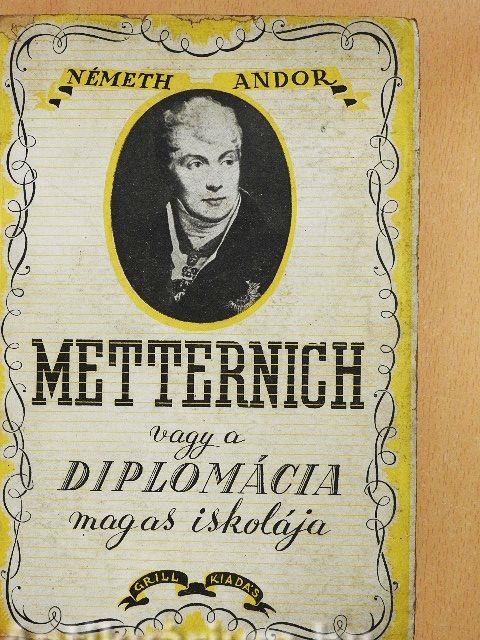 NÉMETH ANDOR
METTERNICH
vagy a
DIPLOMÁCIA
magas iskolája
GRILL KIADÁS